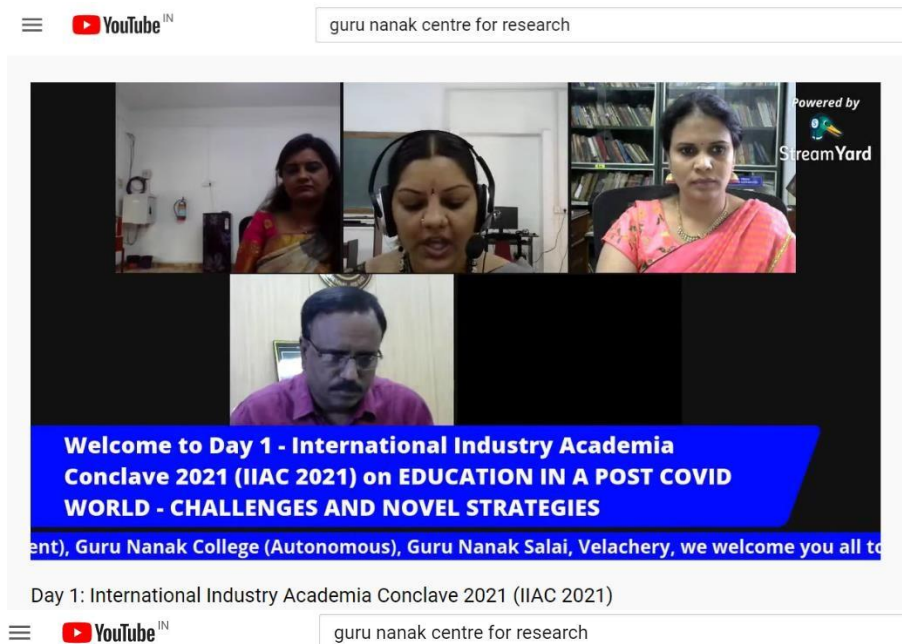 YouTube IN
guru nanak centre for research
Powered by
StreamYard
Welcome to Day 1 - International Industry Academia
Conclave 2021 (IIAC 2021) on EDUCATION IN A POST COVID
WORLD - CHALLENGES AND NOVEL STRATEGIES
ent), Guru Nanak College (Autonomous), Guru Nanak Salai, Velachery, we welcome you all to
Day 1: International Industry Academia Conclave 2021 (IIAC 2021)
YouTube IN
guru nanak centre for research